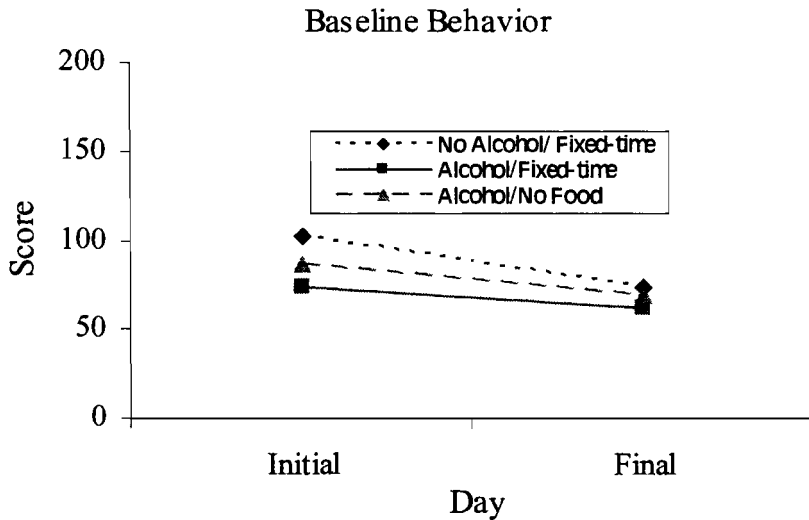 Baseline Behavior
200
150
100
50
0
Score
No Alcohol/ Fixed-time
Alcohol/Fixed-time
Alcohol/No Food
Initial
Final
Day